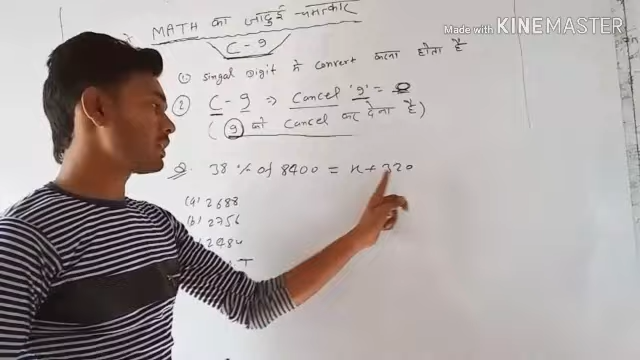 Made with KINEMASTER
MATH का जादुई चमत्कार
C-9
① Singal Digit में convert करना होता है
② C-9 ⇒ Cancel '9' = 0
( 9 को cancel कर देना है )
Q. 38 % of 8400 = x + 320
(a) 2688
(b) 2756
2984